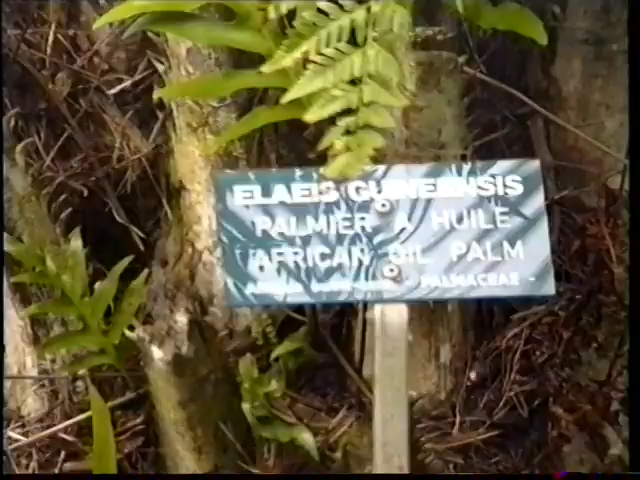 ELAEIS GUINEENSIS
PALMIER A HUILE
AFRICAN OIL PALM
- PALMACEAE -